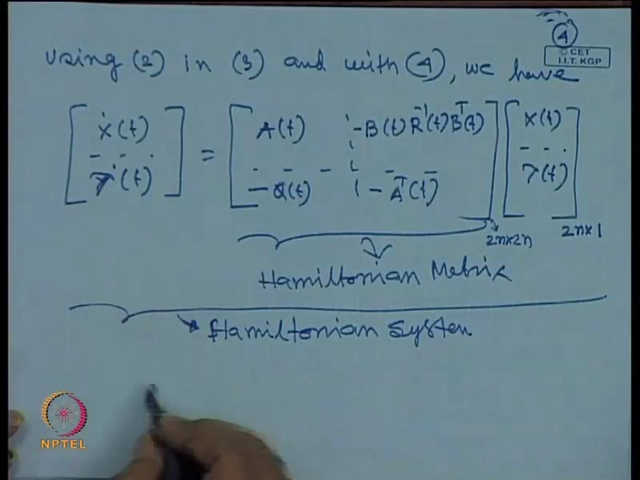 4
© CET
I.I.T. KGP
using (2) in (3) and with (4), we have
[ẋ(t) λ̇(t)] = [A(t) -B(t)R⁻¹(t)Bᵀ(t) -Q(t) -Aᵀ(t)]2n×2n [x(t) λ(t)]2n×1
Hamiltonian Metrix
Hamiltonian System
NPTEL